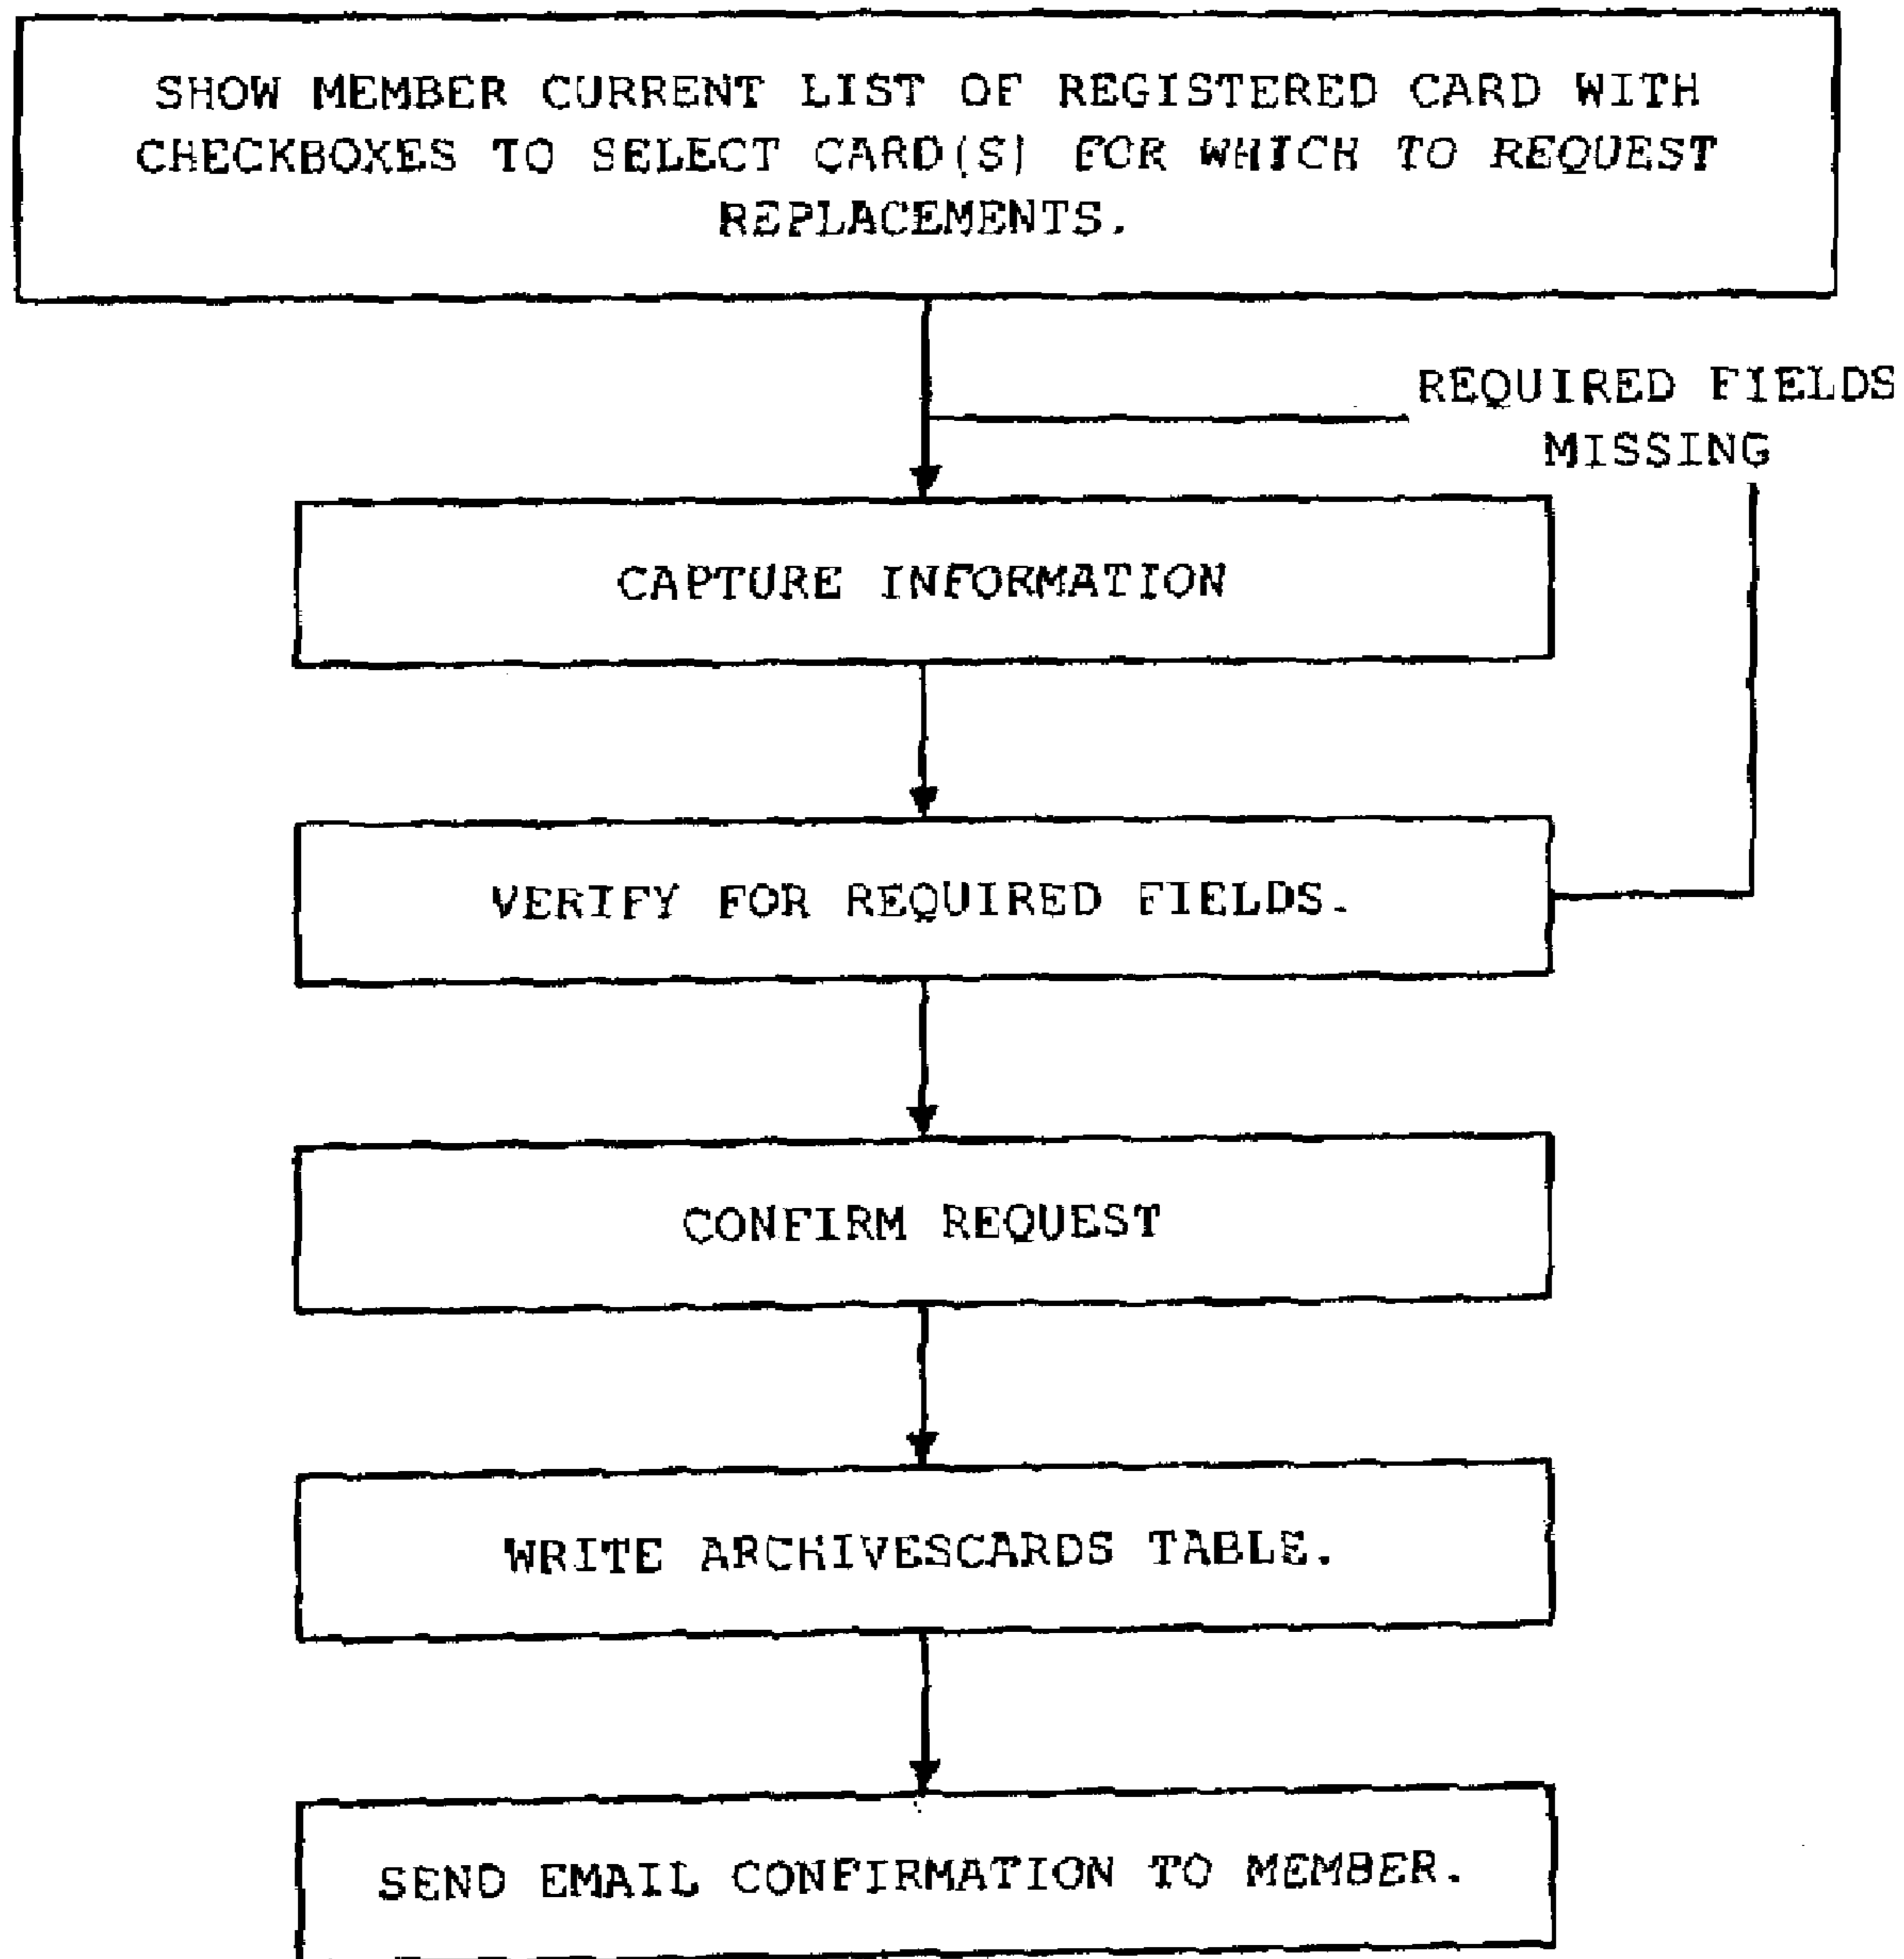 SHOW MEMBER CURRENT LIST OF REGISTERED CARD WITH
CHECKBOXES TO SELECT CARD(S) FOR WHICH TO REQUEST
REPLACEMENTS.
REQUIRED FIELDS
MISSING
CAPTURE INFORMATION
VERIFY FOR REQUIRED FIELDS.
CONFIRM REQUEST
WRITE ARCHIVESCARDS TABLE.
SEND EMAIL CONFIRMATION TO MEMBER.